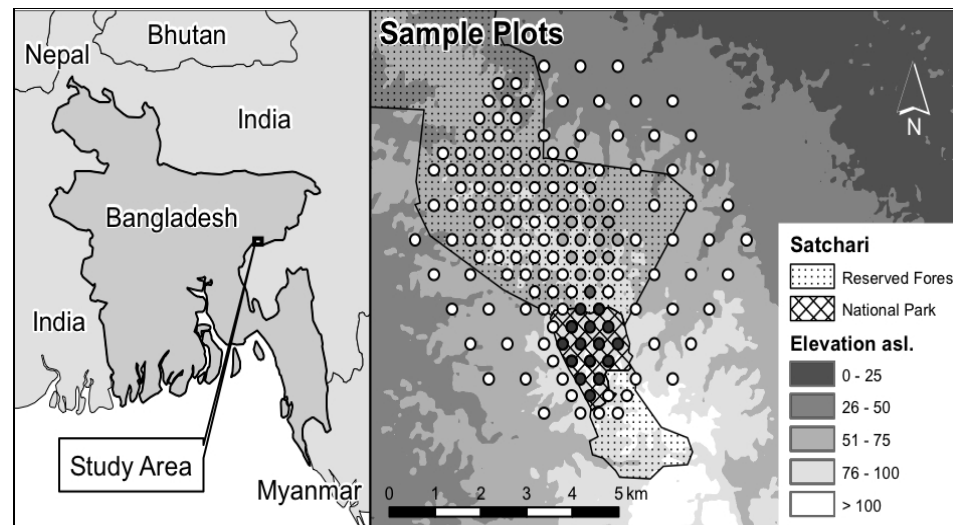 Nepal
Bhutan
India
Bangladesh
India
Study Area
Myanmar
Sample Plots
N
0 1 2 3 4 5 km
Satchari
Reserved Fores
National Park
Elevation asl.
0 - 25
26 - 50
51 - 75
76 - 100
> 100